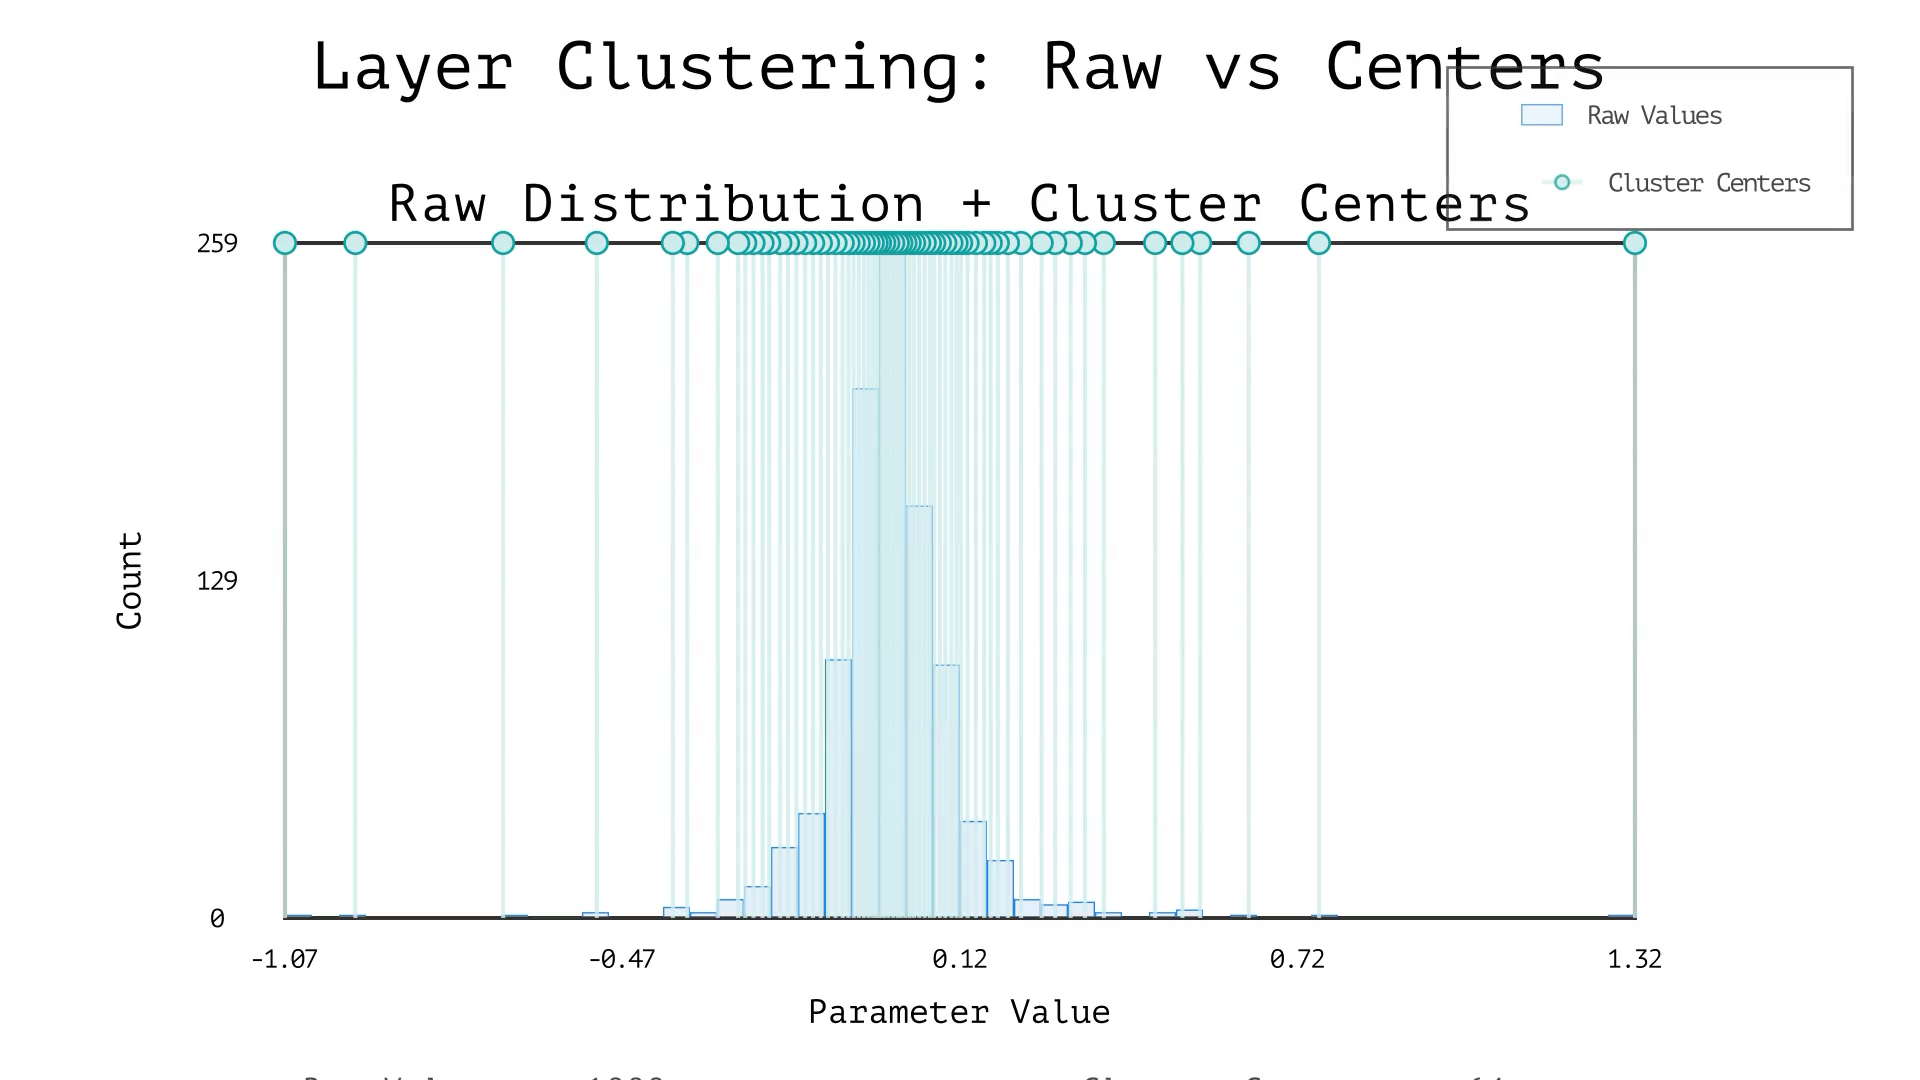 Layer Clustering: Raw vs Centers
Raw Values
Cluster Centers
Raw Distribution + Cluster Centers
259
129
0
Count
-1.07 -0.47 0.12 0.72 1.32
Parameter Value